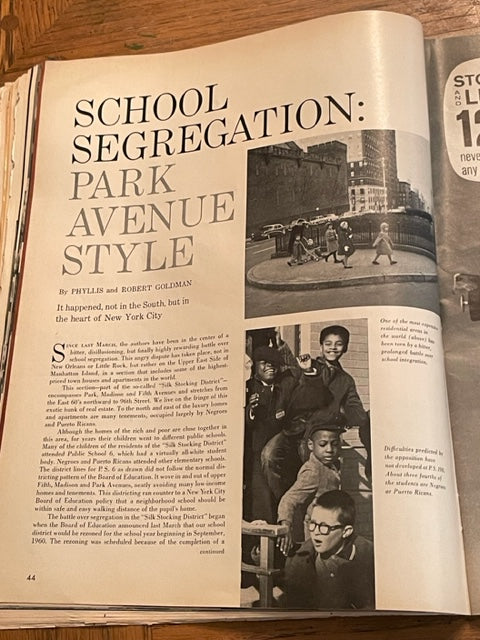 SCHOOL
SEGREGATION:
PARK
AVENUE
STYLE
By PHYLLIS and ROBERT GOLDMAN
It happened, not in the South, but in
the heart of New York City
SINCE LAST MARCH, the authors have been in the center of a
bitter, disillusioning, but finally highly rewarding battle over
school segregation. This angry dispute has taken place, not in
New Orleans or Little Rock, but rather on the Upper East Side of
Manhattan Island, in a section that includes some of the highest-
priced town houses and apartments in the world.
This section—part of the so-called "Silk Stocking District"—
encompasses Park, Madison and Fifth Avenues and stretches from
the East 60's northward to 96th Street. We live on the fringe of this
exotic bank of real estate. To the north and east of the luxury homes
and apartments are many tenements, occupied largely by Negroes
and Puerto Ricans.
Although the homes of the rich and poor are close together in
this area, for years their children went to different public schools.
Many of the children of the residents of the "Silk Stocking District"
attended Public School 6, which had a virtually all-white student
body. Negroes and Puerto Ricans attended other elementary schools.
The district lines for P.S. 6 as drawn did not follow the normal dis-
tricting pattern of the Board of Education. It wove in and out of upper
Fifth, Madison and Park Avenues, neatly avoiding many low-income
homes and tenements. This districting ran counter to a New York City
Board of Education policy that a neighborhood school should be
within safe and easy walking distance of the pupil's home.
The battle over segregation in the "Silk Stocking District" began
when the Board of Education announced last March that our school
district would be rezoned for the school year beginning in September,
1960. The rezoning was scheduled because of the completion of a
continued
44
One of the most expensive
residential areas in
the world (above) has
been torn by a bitter,
prolonged battle over
school integration.
Difficulties predicted by
the opposition have
not developed at P.S.
About three fourths of
the students are Negroes
or Puerto Ricans.
STO
AND
LI
12
neve
any